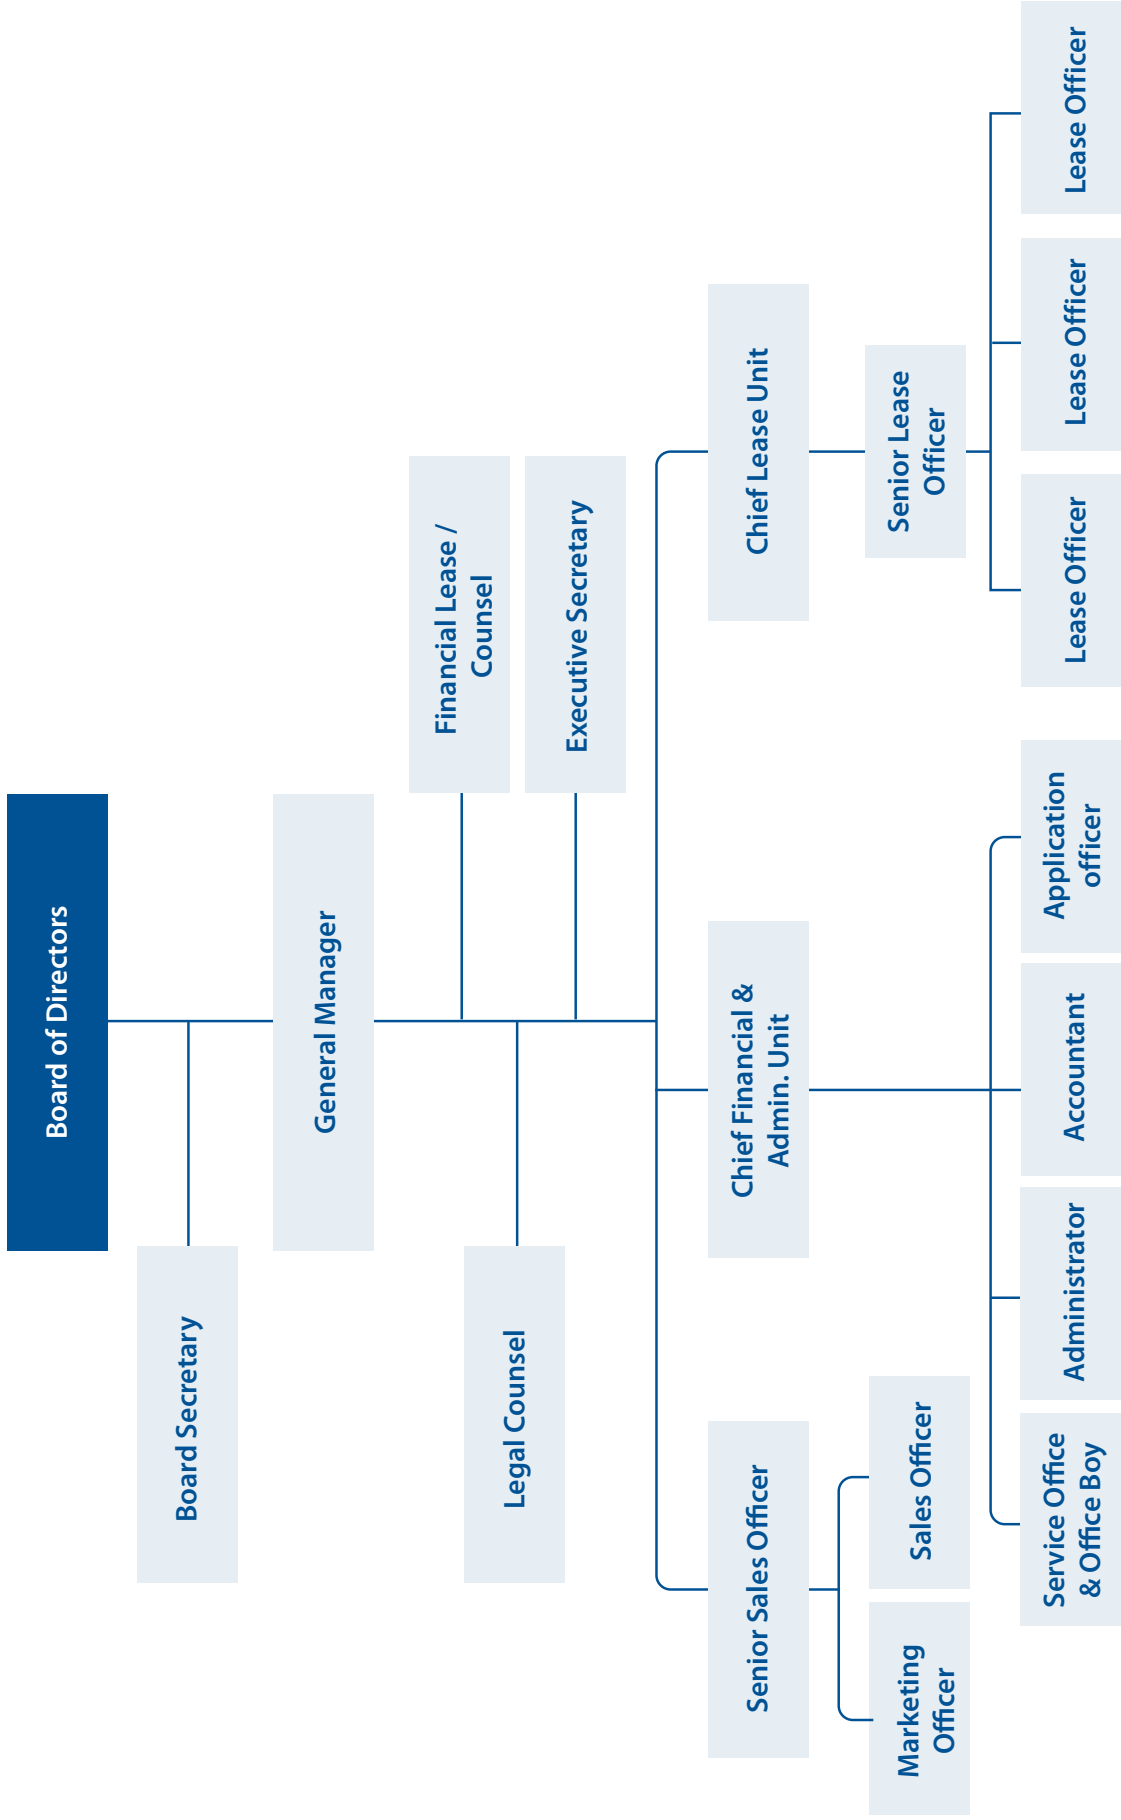 Board of Directors
Board Secretary
General Manager
Financial Lease /
Counsel
Legal Counsel
Executive Secretary
Senior Sales Officer
Chief Financial &
Admin. Unit
Chief Lease Unit
Marketing
Officer
Sales Officer
Senior Lease
Officer
Service Office
& Office Boy
Administrator
Accountant
Application
officer
Lease Officer
Lease Officer
Lease Officer